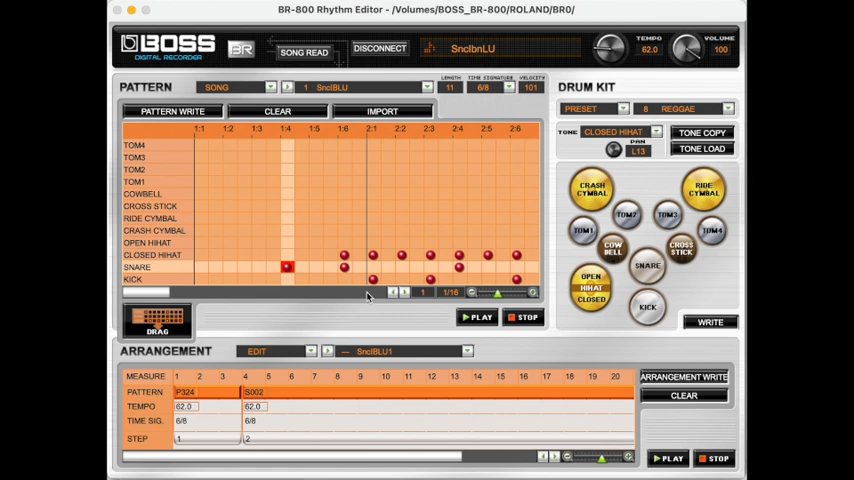 BR-800 Rhythm Editor - /Volumes/BOSS_BR-800/ROLAND/BR0/
BOSS
DIGITAL RECORDER
BR
SONG READ
DISCONNECT
SnclbnLU
TEMPO
62.0
VOLUME
100
PATTERN
SONG
1 SnclBLU
LENGTH
11
TIME SIGNATURE
6/8
VELOCITY
101
PATTERN WRITE
CLEAR
IMPORT
1:1 1:2 1:3 1:4 1:5 1:6 2:1 2:2 2:3 2:4 2:5 2:6
TOM4
TOM3
TOM2
TOM1
COWBELL
CROSS STICK
RIDE CYMBAL
CRASH CYMBAL
OPEN HIHAT
CLOSED HIHAT
SNARE
KICK
1
1/16
DRAG
PLAY
STOP
DRUM KIT
PRESET
8 REGGAE
TONE
CLOSED HIHAT
PAN
L13
TONE COPY
TONE LOAD
CRASH
CYMBAL
RIDE
CYMBAL
TOM2
TOM3
TOM1
TOM4
COW
BELL
CROSS
STICK
SNARE
OPEN
HIHAT
CLOSED
KICK
WRITE
ARRANGEMENT
EDIT
— SnclBLU1
MEASURE 1 2 3 4 5 6 7 8 9 10 11 12 13 14 15 16 17 18 19 20
PATTERN P324 S002
TEMPO 62.0 62.0
TIME SIG. 6/8 6/8
STEP 1 2
ARRANGEMENT WRITE
CLEAR
PLAY
STOP